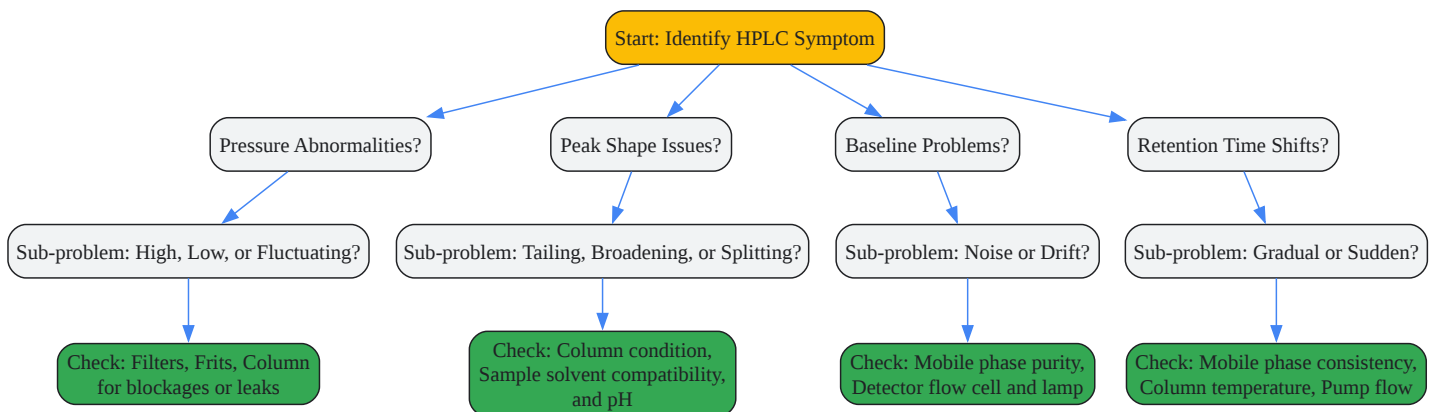 Start: Identify HPLC Symptom
Pressure Abnormalities?
Peak Shape Issues?
Baseline Problems?
Retention Time Shifts?
Sub-problem: High, Low, or Fluctuating?
Sub-problem: Tailing, Broadening, or Splitting?
Sub-problem: Noise or Drift?
Sub-problem: Gradual or Sudden?
Check: Filters, Frits, Column
for blockages or leaks
Check: Column condition,
Sample solvent compatibility,
and pH
Check: Mobile phase purity,
Detector flow cell and lamp
Check: Mobile phase consistency,
Column temperature, Pump flow